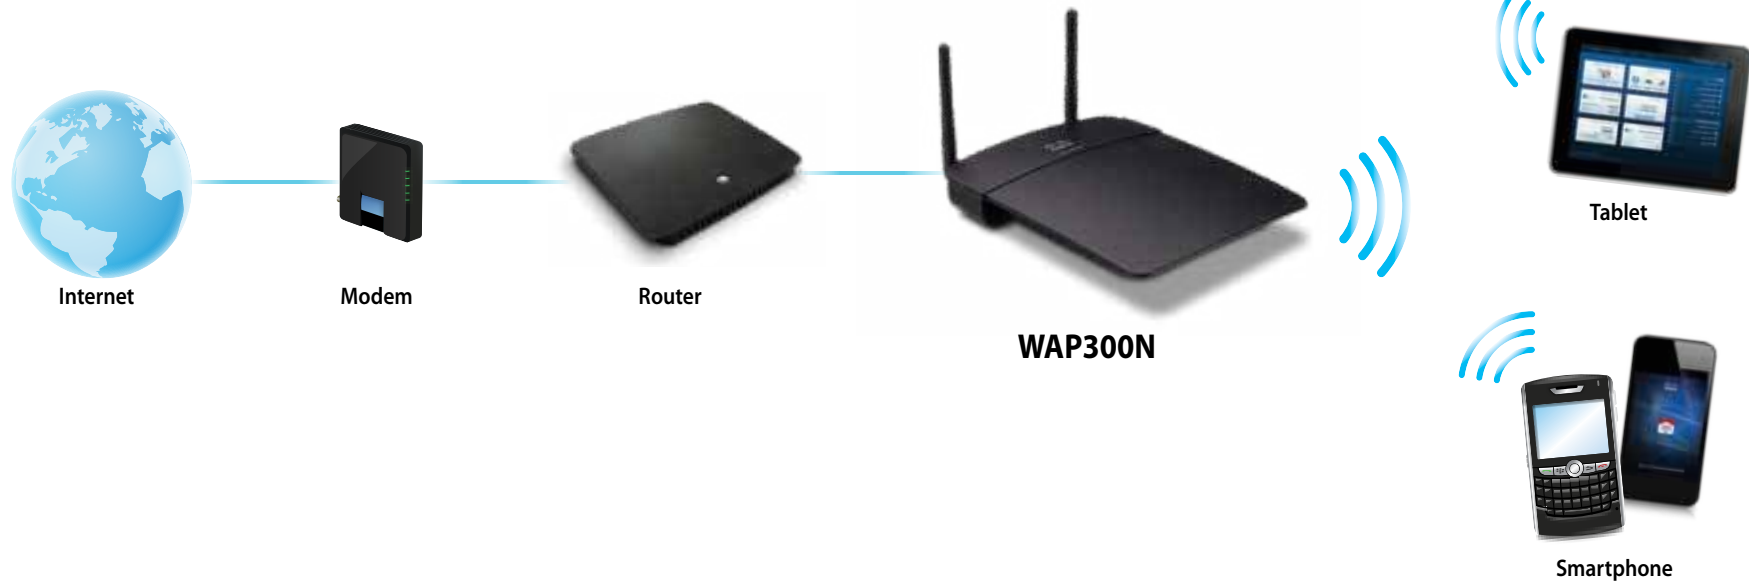 Internet
Modem
Router
WAP300N
Tablet
Smartphone